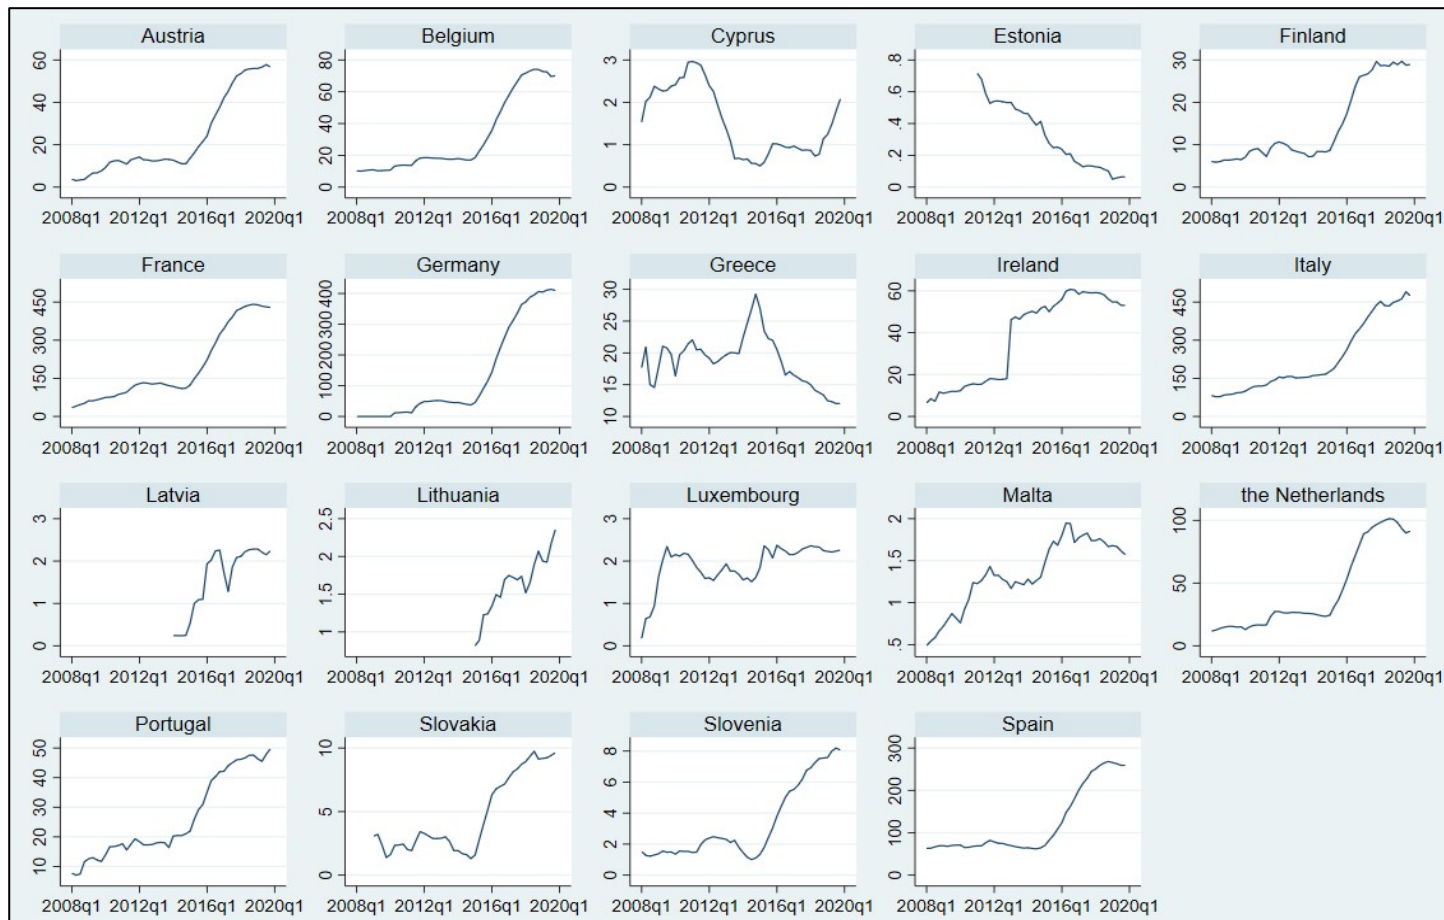 Austria Belgium Cyprus Estonia Finland
0 20 40 60 0 20 40 60 80 0 1 2 3 0 .2 .4 .6 .8 0 10 20 30
2008q1 2012q1 2016q1 2020q1 2008q1 2012q1 2016q1 2020q1 2008q1 2012q1 2016q1 2020q1 2008q1 2012q1 2016q1 2020q1 2008q1 2012q1 2016q1 2020q1
France Germany Greece Ireland Italy
0 150 300 450 0 100 200 300 400 10 15 20 25 30 0 20 40 60 0 150 300 450
2008q1 2012q1 2016q1 2020q1 2008q1 2012q1 2016q1 2020q1 2008q1 2012q1 2016q1 2020q1 2008q1 2012q1 2016q1 2020q1 2008q1 2012q1 2016q1 2020q1
Latvia Lithuania Luxembourg Malta the Netherlands
0 1 2 3 1 1.5 2 2.5 0 1 2 3 .5 1 1.5 2 0 50 100
2008q1 2012q1 2016q1 2020q1 2008q1 2012q1 2016q1 2020q1 2008q1 2012q1 2016q1 2020q1 2008q1 2012q1 2016q1 2020q1 2008q1 2012q1 2016q1 2020q1
Portugal Slovakia Slovenia Spain
10 20 30 40 50 0 5 10 0 2 4 6 8 0 100 200 300
2008q1 2012q1 2016q1 2020q1 2008q1 2012q1 2016q1 2020q1 2008q1 2012q1 2016q1 2020q1 2008q1 2012q1 2016q1 2020q1